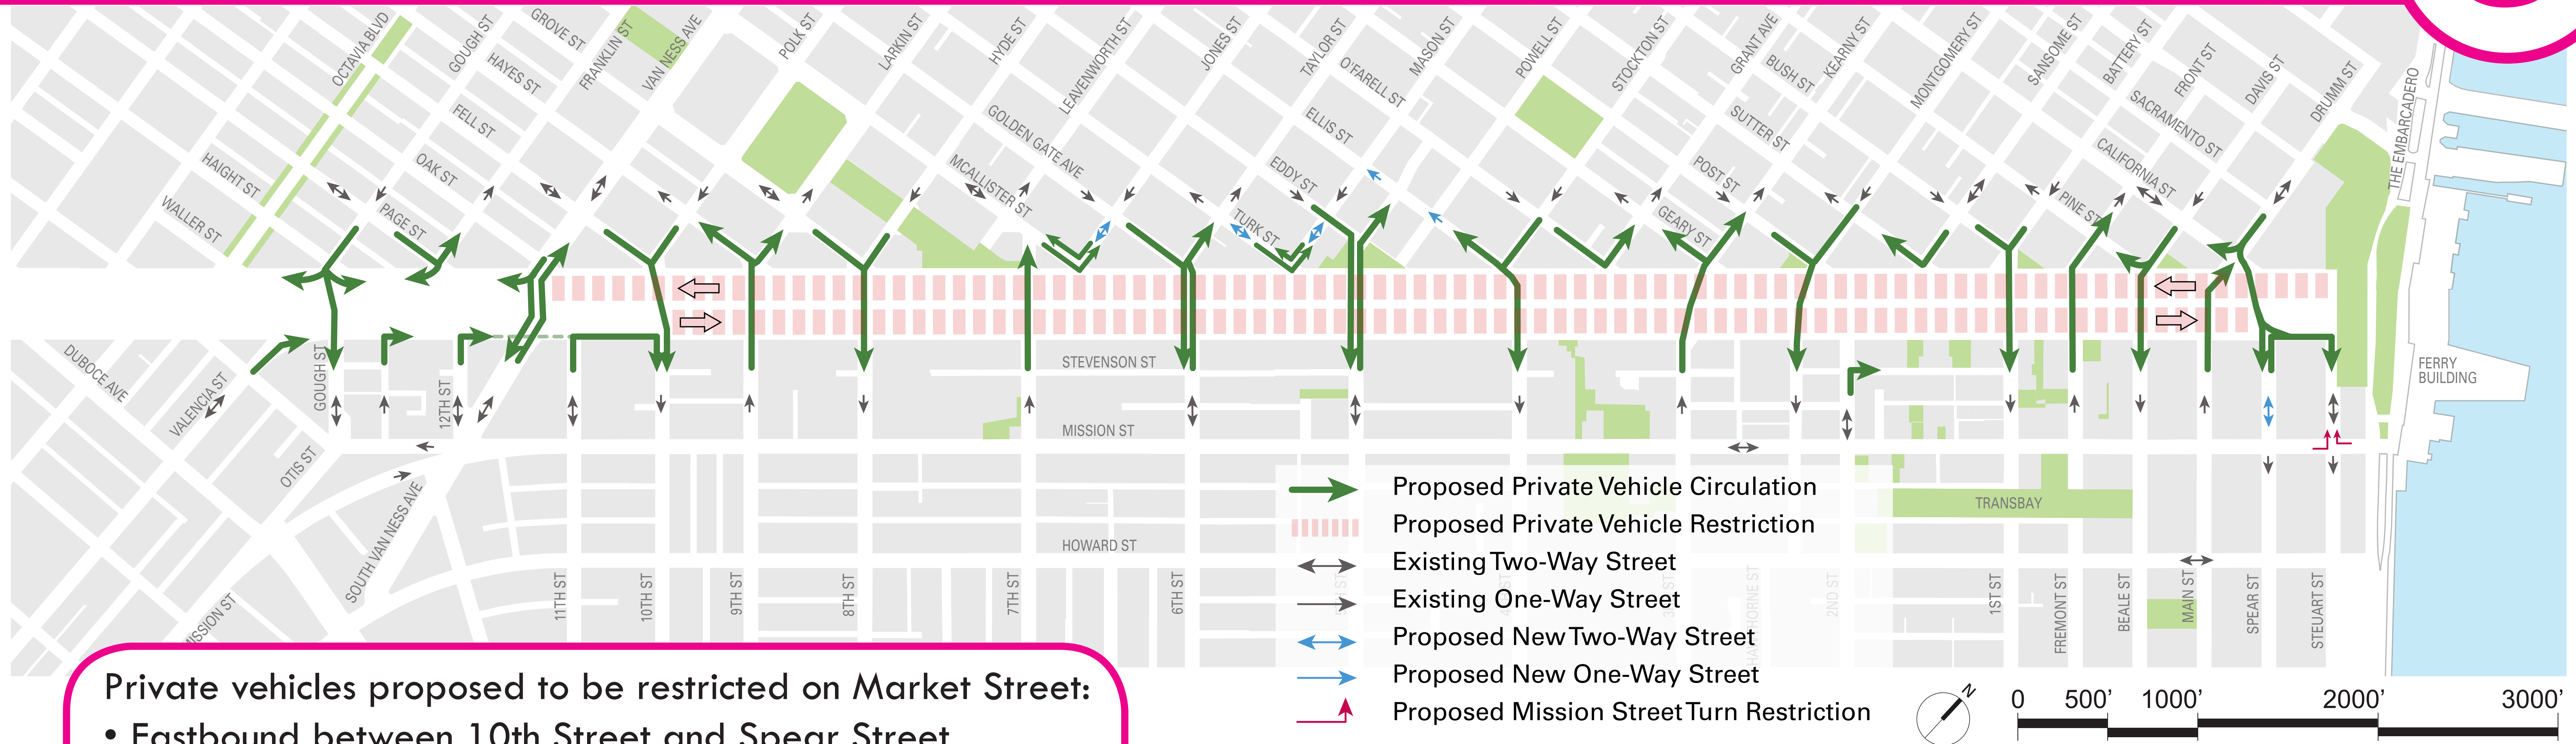 OCTAVIA BLVD
GOUGH ST
GROVE ST
HAYES ST
FRANKLIN ST
VAN NESS AVE
POLK ST
LARKIN ST
HYDE ST
LEAVENWORTH ST
JONES ST
TAYLOR ST
O'FARELL ST
MASON ST
POWELL ST
STOCKTON ST
GRANT AVE
BUSH ST
KEARNY ST
MONTGOMERY ST
SANSOME ST
BATTERY ST
FRONT ST
DAVIS ST
DRUMM ST
THE EMBARCADERO
FELL ST
OAK ST
HAIGHT ST
PAGE ST
WALLER ST
GOLDEN GATE AVE
MCALLISTER ST
ELLIS ST
EDDY ST
TURK ST
SUTTER ST
POST ST
GEARY ST
SACRAMENTO ST
CALIFORNIA ST
PINE ST
DUBOCE AVE
VALENCIA ST
GOUGH ST
12TH ST
STEVENSON ST
FERRY
BUILDING
OTIS ST
MISSION ST
SOUTH VAN NESS AVE
TRANSBAY
HOWARD ST
11TH ST
10TH ST
9TH ST
8TH ST
7TH ST
6TH ST
HAWTHORNE ST
2ND ST
1ST ST
FREMONT ST
BEALE ST
MAIN ST
SPEAR ST
STEUART ST
MISSION ST
Proposed Private Vehicle Circulation
Proposed Private Vehicle Restriction
Existing Two-Way Street
Existing One-Way Street
Proposed New Two-Way Street
Proposed New One-Way Street
Proposed Mission Street Turn Restriction
N
0 500' 1000' 2000' 3000'
Private vehicles proposed to be restricted on Market Street:
• Eastbound between 10th Street and Spear Street